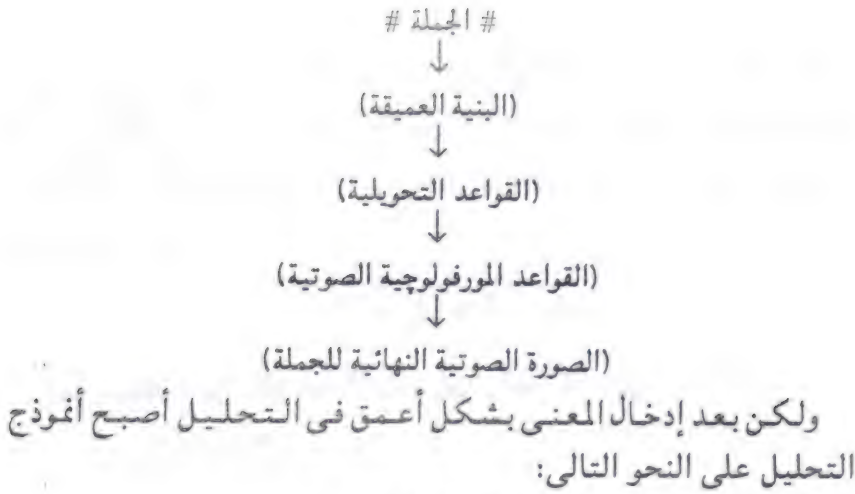 # الجملة #
↓
(البنية العميقة)
↓
(القواعد التحويلية)
↓
(القواعد المورفولوچية الصوتية)
↓
(الصورة الصوتية النهائية للجملة)
ولكن بعد إدخال المعنى بشكل أعمق فى التحليل أصبح أنموذج
التحليل على النحو التالى: